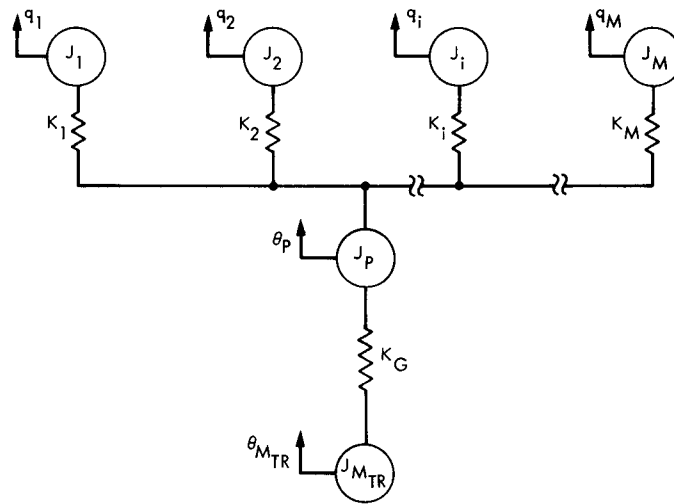 q1 q2 qi qM
J1 J2 Ji JM
K1 K2 Ki KM
θP JP
KG
θMTR JMTR